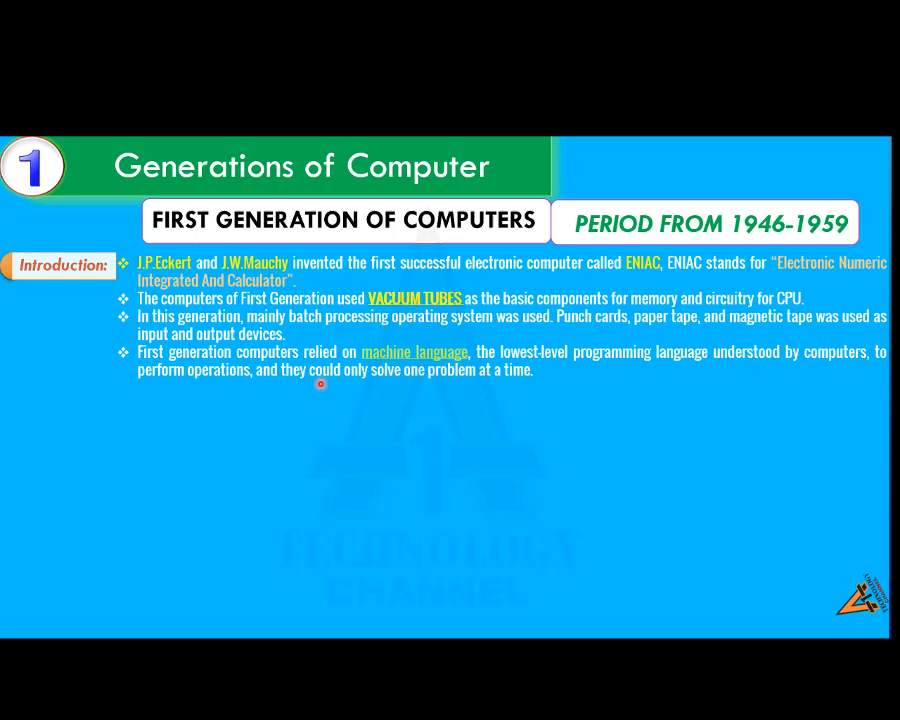 1
Generations of Computer
FIRST GENERATION OF COMPUTERS
PERIOD FROM 1946-1959
Introduction:
❖ J.P.Eckert and J.W.Mauchy invented the first successful electronic computer called ENIAC, ENIAC stands for “Electronic Numeric
Integrated And Calculator”.
❖ The computers of First Generation used VACUUM TUBES as the basic components for memory and circuitry for CPU.
❖ In this generation, mainly batch processing operating system was used. Punch cards, paper tape, and magnetic tape was used as
input and output devices.
❖ First generation computers relied on machine language, the lowest-level programming language understood by computers, to
perform operations, and they could only solve one problem at a time.
A
1
TECHNOLOGY
CHANNEL
TECHNOLOGY
CHANNEL